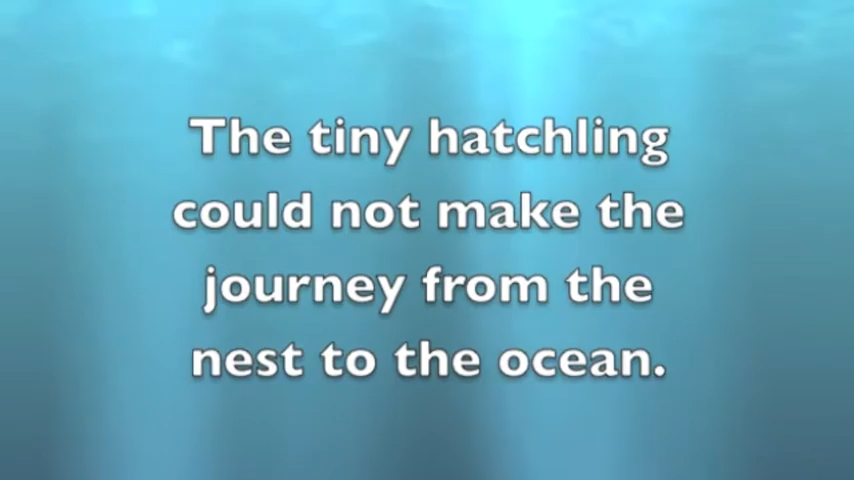 The tiny hatchling
could not make the
journey from the
nest to the ocean.